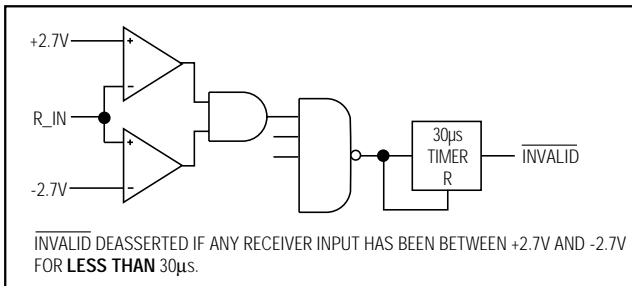 +2.7V
R_IN
-2.7V
+
-
+
-
30µs
TIMER
R
INVALID
INVALID DEASSERTED IF ANY RECEIVER INPUT HAS BEEN BETWEEN +2.7V AND -2.7V
FOR LESS THAN 30µs.